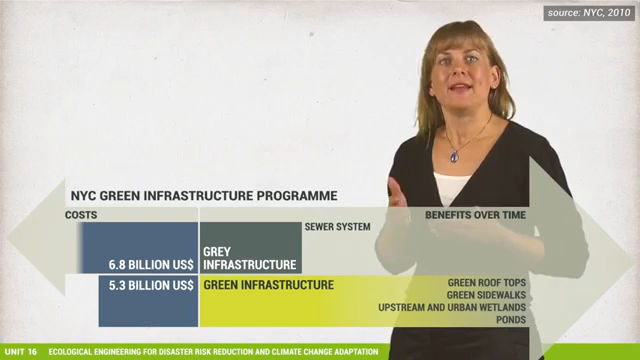 source: NYC, 2010
NYC GREEN INFRASTRUCTURE PROGRAMME
COSTS
BENEFITS OVER TIME
SEWER SYSTEM
6.8 BILLION US$
GREY
INFRASTRUCTURE
5.3 BILLION US$
GREEN INFRASTRUCTURE
GREEN ROOF TOPS
GREEN SIDEWALKS
UPSTREAM AND URBAN WETLANDS
PONDS
UNIT 16 ECOLOGICAL ENGINEERING FOR DISASTER RISK REDUCTION AND CLIMATE CHANGE ADAPTATION